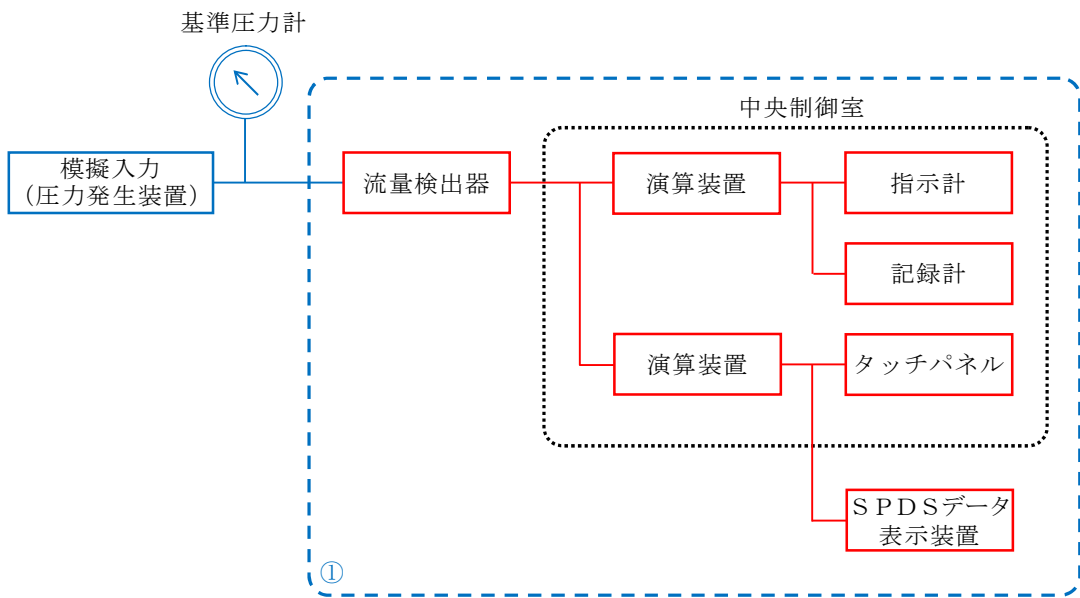 基準圧力計
中央制御室
模擬入力
（圧力発生装置）
流量検出器
演算装置
指示計
記録計
演算装置
タッチパネル
ＳＰＤＳデータ
表示装置
①